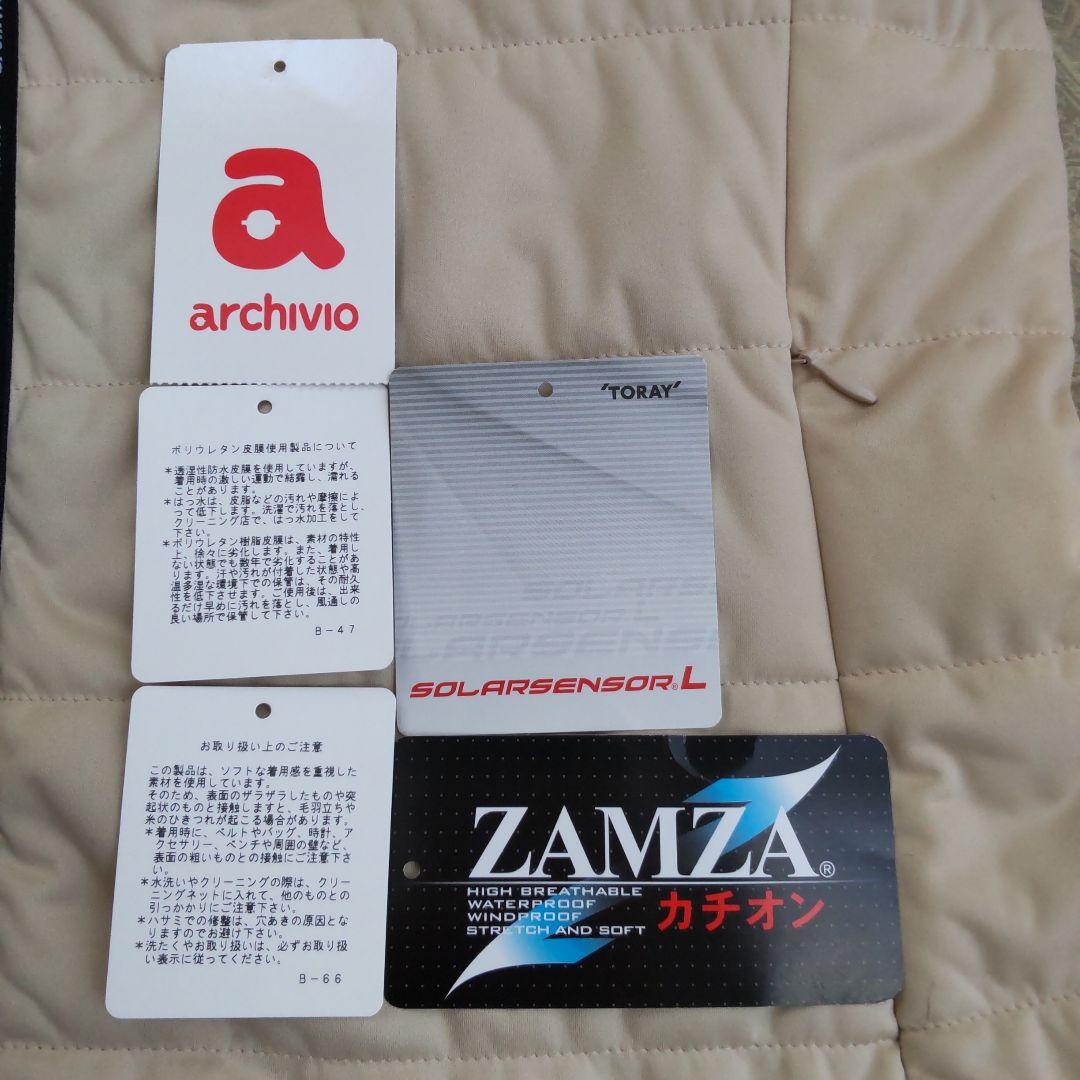 a
archivio
ポリウレタン皮膜使用製品について
*透湿性防水皮膜を使用していますが、
着用時の激しい運動で結露し、濡れる
ことがあります。
*はっ水は、皮脂などの汚れや摩擦によ
って低下します。洗濯で汚れを落とし、
クリーニング店で、はっ水加工をして
下さい。
*ポリウレタン樹脂皮膜は、素材の特性
上、徐々に劣化します。また、着用し
ない状態でも数年で劣化することがあ
ります。汗や汚れが付着した状態や高
温多湿な環境下での保管は、その耐久
性を低下させます。ご使用後は、出来
るだけ早めに汚れを落とし、風通しの
良い場所で保管して下さい。
B-47
'TORAY'
SOLARSENSOR
SOLARSENSOR
SOLARSENSOR®L
お取り扱い上のご注意
この製品は、ソフトな着用感を重視した
素材を使用しています。
そのため、表面のザラザラしたものや突
起状のものと接触しますと、毛羽立ちや
糸のひきつれが起こる場合があります。
*着用時に、ベルトやバッグ、時計、ア
クセサリー、ベンチや周囲の壁など、
表面の粗いものとの接触にご注意下さ
い。
*水洗いやクリーニングの際は、クリー
ニングネットに入れて、他のものとの
引っかかりにご注意下さい。
*ハサミでの修整は、穴あきの原因とな
りますのでお避け下さい。
*洗たくやお取り扱いは、必ずお取り扱
い表示に従ってください。
B-66
ZAMZA®
HIGH BREATHABLE
WATERPROOF
WINDPROOF
STRETCH AND SOFT
カチオン